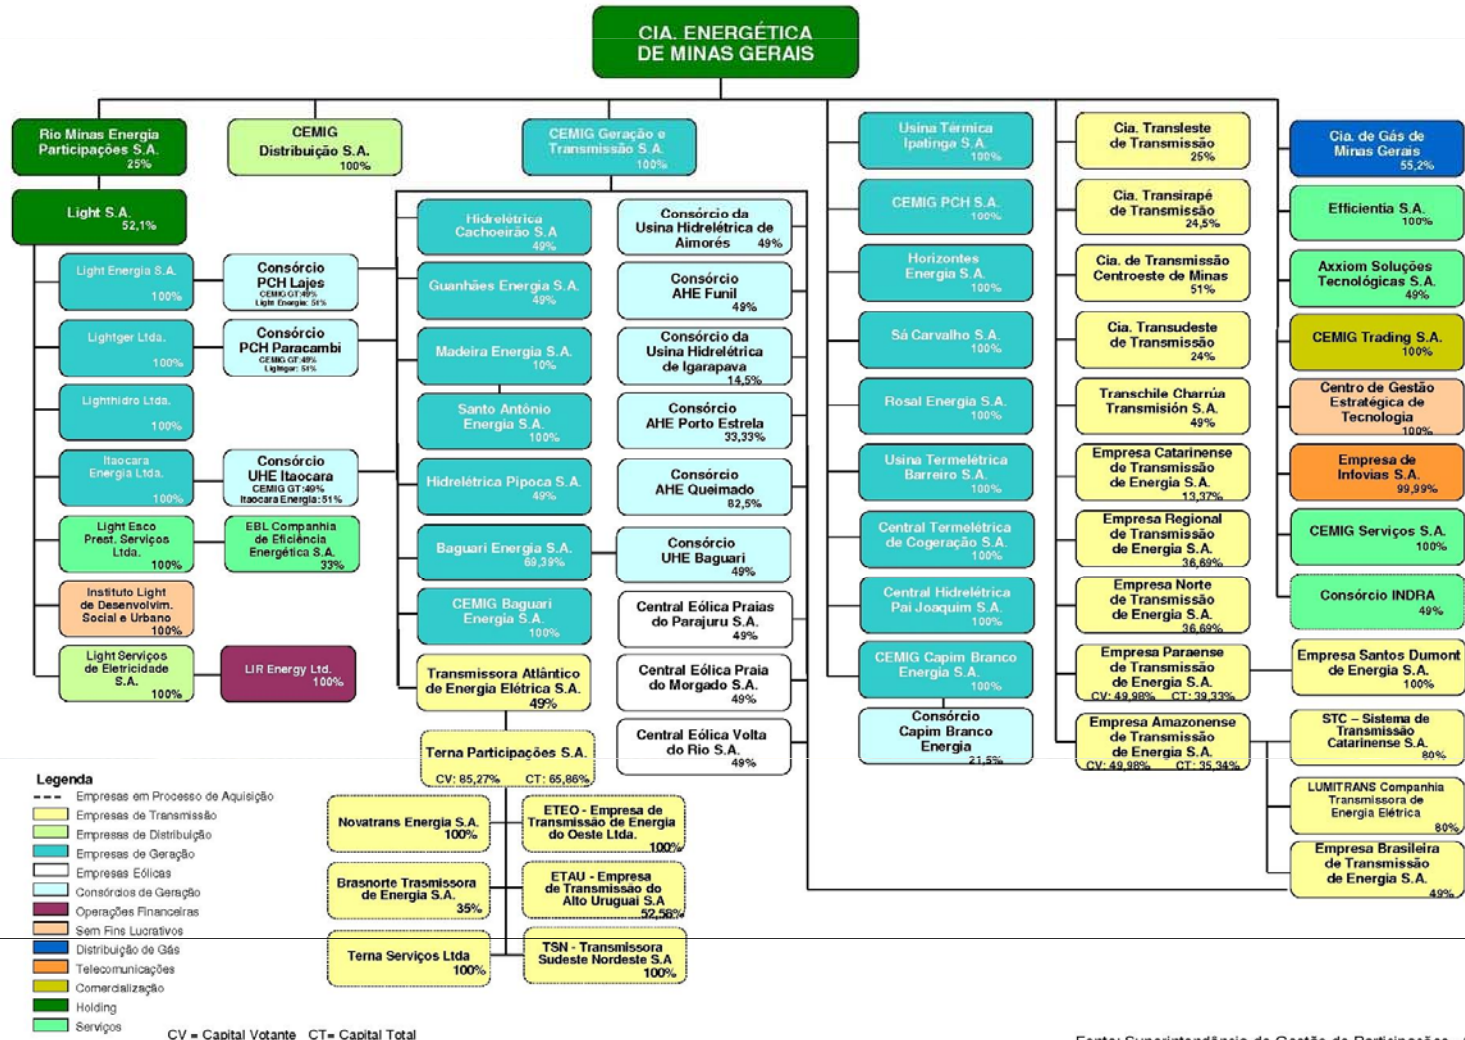 CIA. ENERGÉTICA
DE MINAS GERAIS
Rio Minas Energia
Participações S.A.
25%
Light S.A.
52,1%
Light Energia S.A.
100%
Lightger Ltda.
100%
Lighthidro Ltda.
100%
Itaocara
Energia Ltda.
100%
Light Esco
Prest. Serviços
Ltda.
100%
Instituto Light
de Desenvolvim.
Social e Urbano
100%
Light Serviços
de Eletricidade
S.A.
100%
Consórcio
PCH Lajes
CEMIG GT:49%
Light Energia: 51%
Consórcio
PCH Paracambi
CEMIG GT:49%
Lightger: 51%
Consórcio
UHE Itaocara
CEMIG GT:49%
Itaocara Energia: 51%
EBL Companhia
de Eficiência
Energética S.A.
33%
LIR Energy Ltd.
100%
CEMIG
Distribuição S.A.
100%
CEMIG Geração e
Transmissão S.A.
100%
Hidrelétrica
Cachoeirão S.A
49%
Guanhães Energia S.A.
49%
Madeira Energia S.A.
10%
Santo Antônio
Energia S.A.
100%
Hidrelétrica Pipoca S.A.
49%
Baguari Energia S.A.
69,39%
CEMIG Baguari
Energia S.A.
100%
Transmissora Atlântico
de Energia Elétrica S.A.
49%
Terna Participações S.A.
CV: 85,27% CT: 65,86%
Novatrans Energia S.A.
100%
ETEO - Empresa de
Transmissão de Energia
do Oeste Ltda.
100%
Brasnorte Trasmissora
de Energia S.A.
35%
ETAU - Empresa
de Transmissão do
Alto Uruguai S.A
52,58%
Terna Serviços Ltda
100%
TSN - Transmissora
Sudeste Nordeste S.A
100%
Consórcio da
Usina Hidrelétrica de
Aimorés 49%
Consórcio
AHE Funil
49%
Consórcio da
Usina Hidrelétrica
de Igarapava
14,5%
Consórcio
AHE Porto Estrela
33,33%
Consórcio
AHE Queimado
82,5%
Consórcio
UHE Baguari
49%
Central Eólica Praias
do Parajuru S.A.
49%
Central Eólica Praia
do Morgado S.A.
49%
Central Eólica Volta
do Rio S.A.
49%
Usina Térmica
Ipatinga S.A.
100%
CEMIG PCH S.A.
100%
Horizontes
Energia S.A.
100%
Sá Carvalho S.A.
100%
Rosal Energia S.A.
100%
Usina Termelétrica
Barreiro S.A.
100%
Central Termelétrica
de Cogeração S.A.
100%
Central Hidrelétrica
Pai Joaquim S.A.
100%
CEMIG Capim Branco
Energia S.A.
100%
Consórcio
Capim Branco
Energia
21,5%
Cia. Transleste
de Transmissão
25%
Cia. Transirapé
de Transmissão
24,5%
Cia. de Transmissão
Centroeste de Minas
51%
Cia. Transudeste
de Transmissão
24%
Transchile Charrúa
Transmisión S.A.
49%
Empresa Catarinense
de Transmissão
de Energia S.A.
13,37%
Empresa Regional
de Transmissão
de Energia S.A.
36,69%
Empresa Norte
de Transmissão
de Energia S.A.
36,69%
Empresa Paraense
de Transmissão
de Energia S.A.
CV: 49,98% CT: 39,33%
Empresa Amazonense
de Transmissão
de Energia S.A.
CV: 49,98% CT: 35,34%
Cia. de Gás de
Minas Gerais
55,2%
Efficientia S.A.
100%
Axxiom Soluções
Tecnológicas S.A.
49%
CEMIG Trading S.A.
100%
Centro de Gestão
Estratégica de
Tecnologia
100%
Empresa de
Infovias S.A.
99,99%
CEMIG Serviços S.A.
100%
Consórcio INDRA
49%
Empresa Santos Dumont
de Energia S.A.
100%
STC – Sistema de
Transmissão
Catarinense S.A.
80%
LUMITRANS Companhia
Transmissora de
Energia Elétrica
80%
Empresa Brasileira
de Transmissão
de Energia S.A.
49%
Legenda
Empresas em Processo de Aquisição
Empresas de Transmissão
Empresas de Distribuição
Empresas de Geração
Empresas Eólicas
Consórcios de Geração
Operações Financeiras
Sem Fins Lucrativos
Distribuição de Gás
Telecomunicações
Comercialização
Holding
Serviços
CV = Capital Votante CT= Capital Total
Fonte: Superintendência de Gestão de Participações